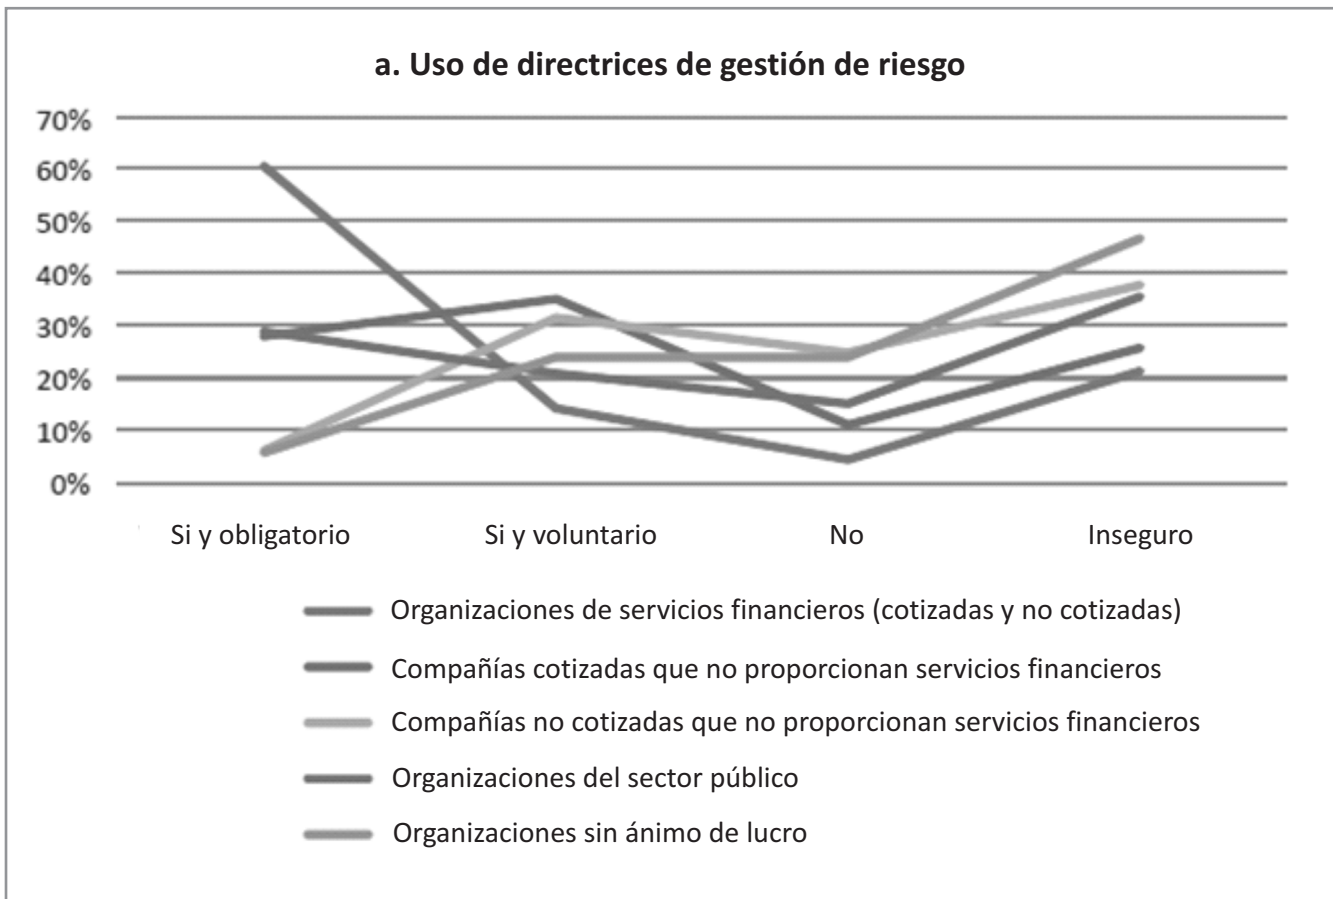 a. Uso de directrices de gestión de riesgo
70%
60%
50%
40%
30%
20%
10%
0%
Si y obligatorio Si y voluntario No Inseguro
Organizaciones de servicios financieros (cotizadas y no cotizadas)
Compañías cotizadas que no proporcionan servicios financieros
Compañías no cotizadas que no proporcionan servicios financieros
Organizaciones del sector público
Organizaciones sin ánimo de lucro